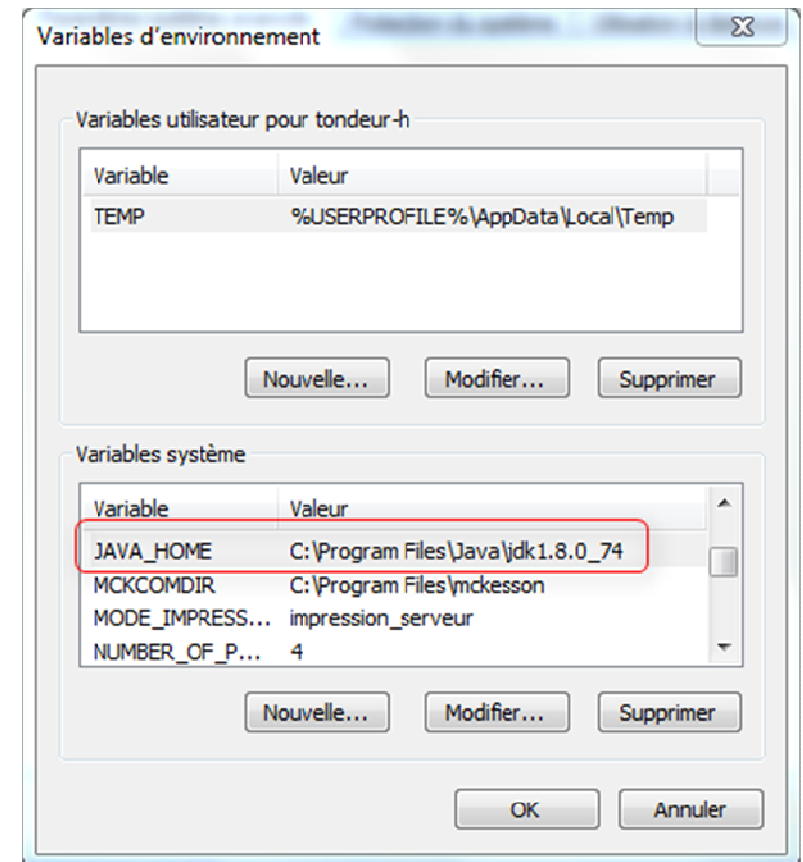 Variables d'environnement
Variables utilisateur pour tondeur-h
Variable Valeur
TEMP %USERPROFILE%\AppData\Local\Temp
Nouvelle... Modifier... Supprimer
Variables système
Variable Valeur
JAVA_HOME C:\Program Files\Java\jdk1.8.0_74
MCKCOMDIR C:\Program Files\mckesson
MODE_IMPRESS... impression_serveur
NUMBER_OF_P... 4
Nouvelle... Modifier... Supprimer
OK Annuler